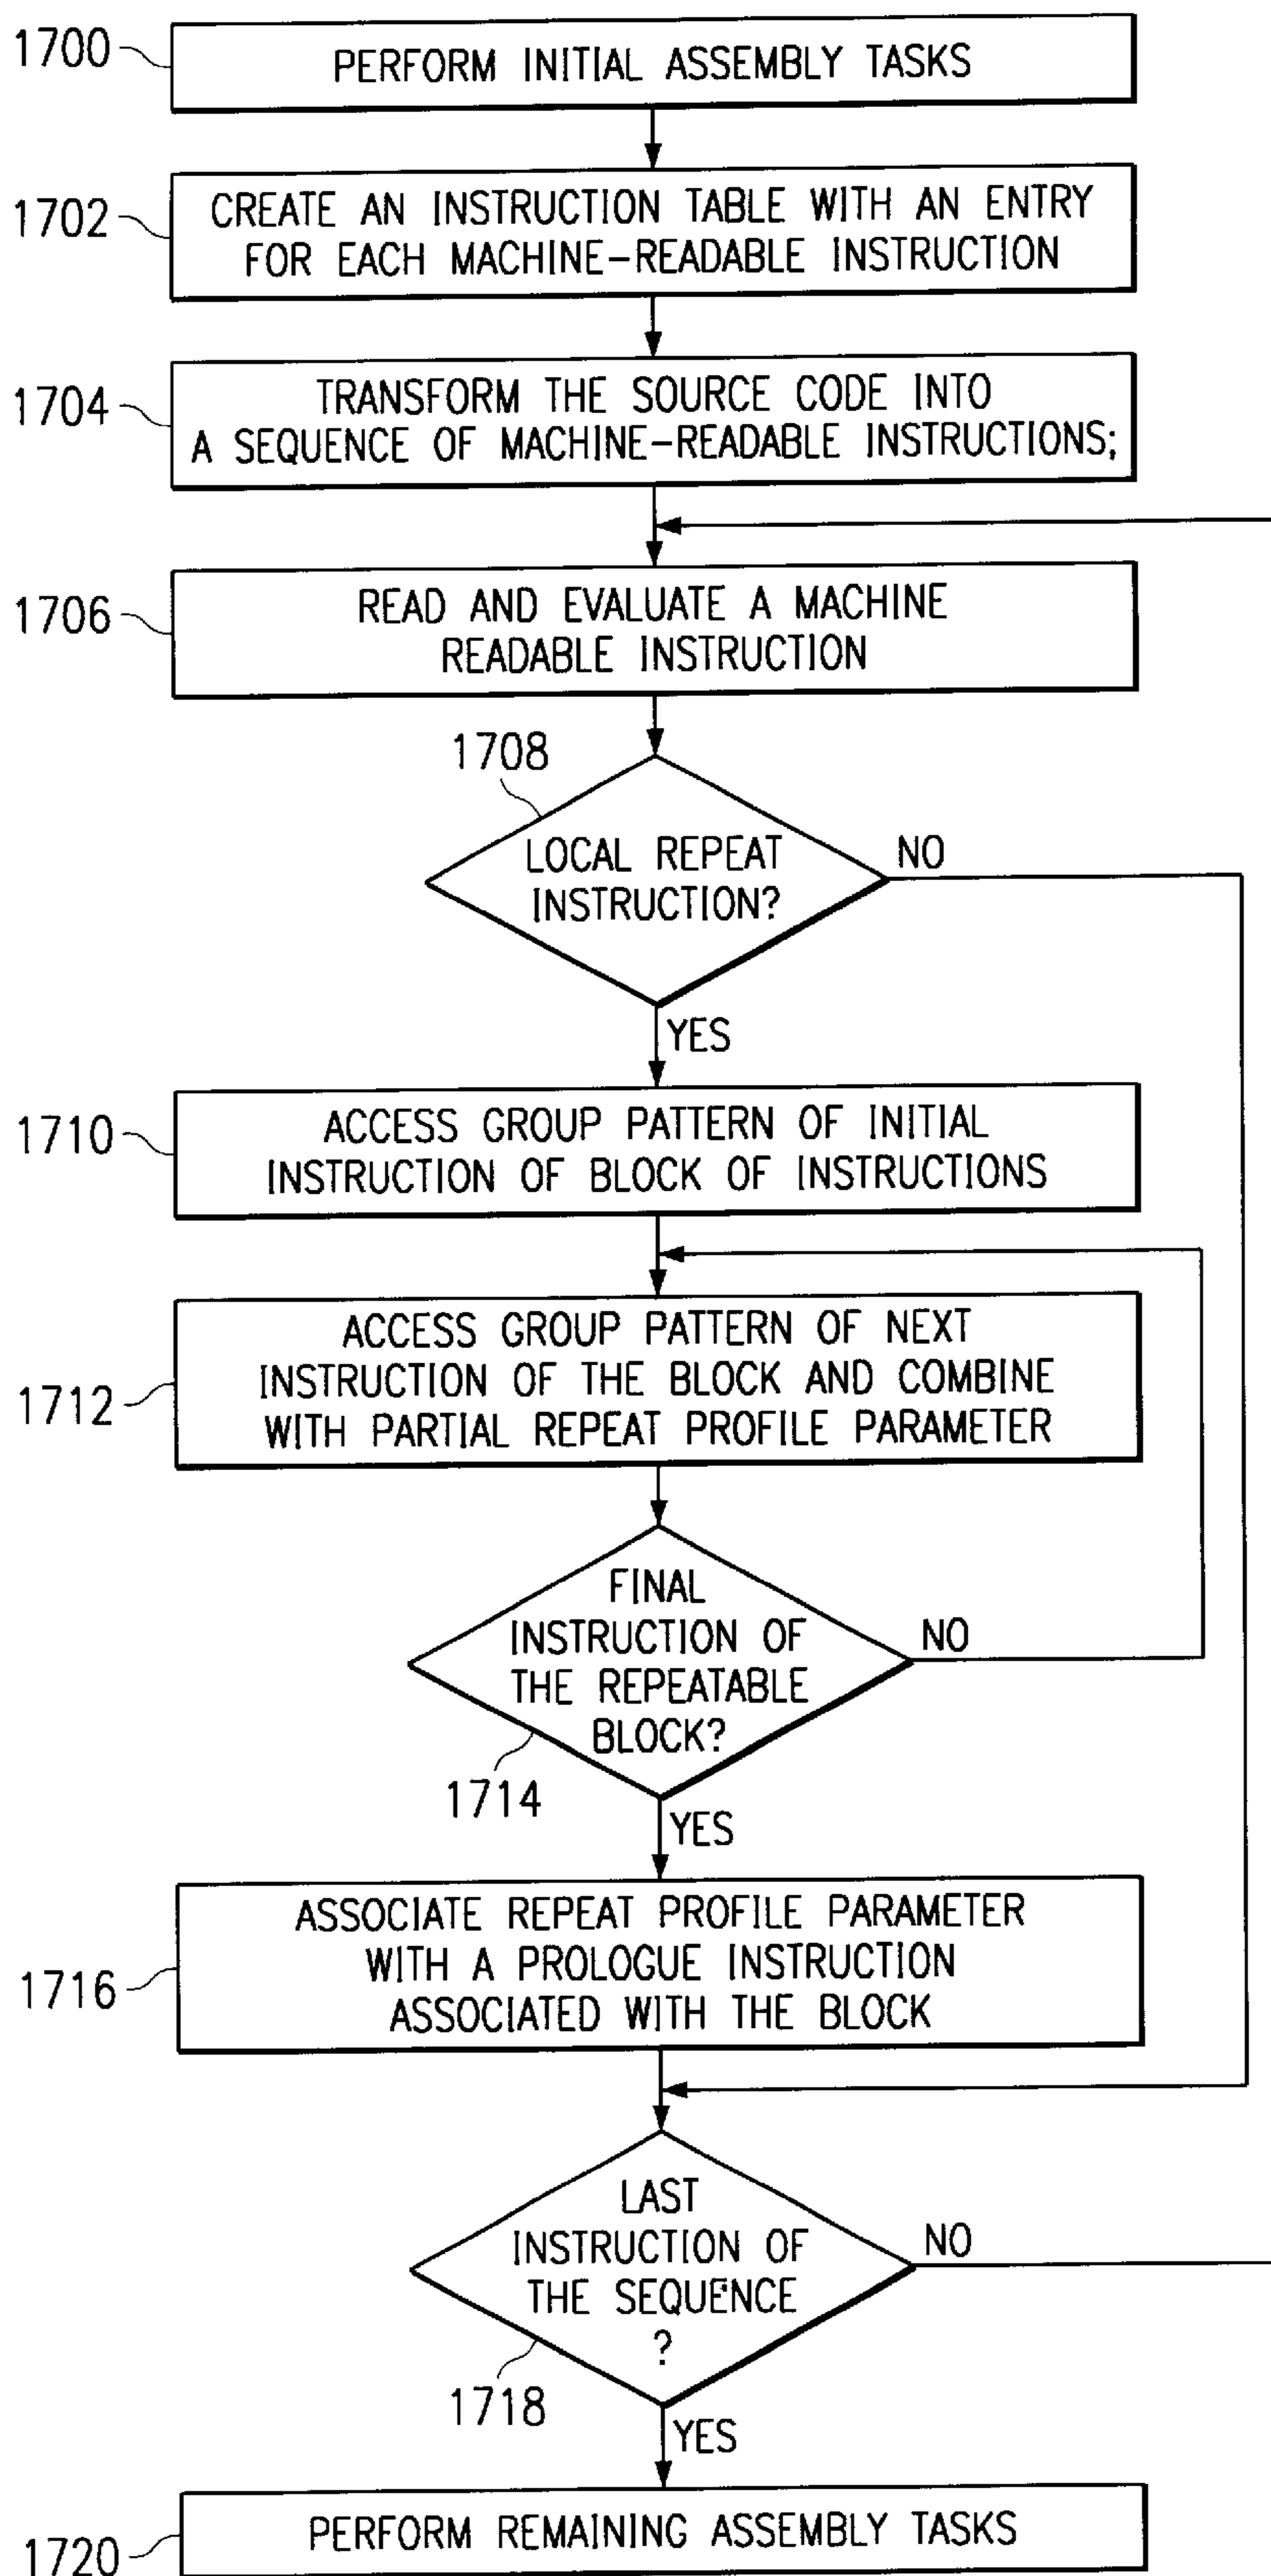 1700
PERFORM INITIAL ASSEMBLY TASKS
1702
CREATE AN INSTRUCTION TABLE WITH AN ENTRY
FOR EACH MACHINE-READABLE INSTRUCTION
1704
TRANSFORM THE SOURCE CODE INTO
A SEQUENCE OF MACHINE-READABLE INSTRUCTIONS;
1706
READ AND EVALUATE A MACHINE
READABLE INSTRUCTION
1708
LOCAL REPEAT
INSTRUCTION?
NO
YES
1710
ACCESS GROUP PATTERN OF INITIAL
INSTRUCTION OF BLOCK OF INSTRUCTIONS
1712
ACCESS GROUP PATTERN OF NEXT
INSTRUCTION OF THE BLOCK AND COMBINE
WITH PARTIAL REPEAT PROFILE PARAMETER
FINAL
INSTRUCTION OF
THE REPEATABLE
BLOCK?
NO
1714
YES
1716
ASSOCIATE REPEAT PROFILE PARAMETER
WITH A PROLOGUE INSTRUCTION
ASSOCIATED WITH THE BLOCK
LAST
INSTRUCTION OF
THE SEQUENCE
?
NO
1718
YES
1720
PERFORM REMAINING ASSEMBLY TASKS